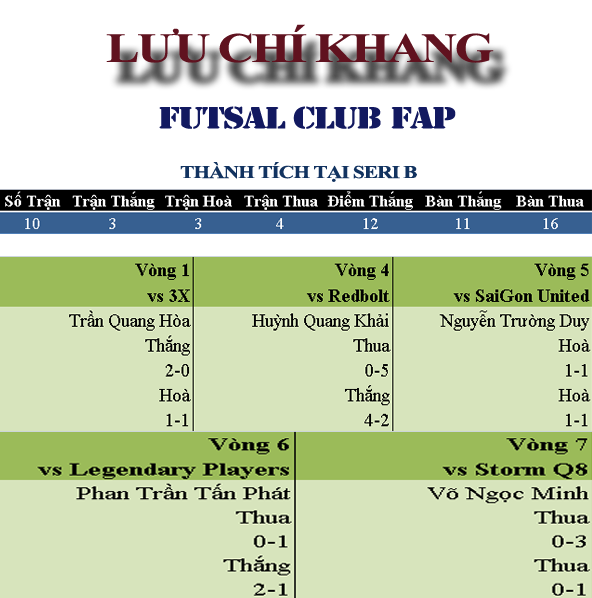 LƯU CHÍ KHANG
FUTSAL CLUB FAP
THÀNH TÍCH TẠI SERI B
Số Trận Trận Thắng Trận Hoà Trận Thua Điểm Thắng Bàn Thắng Bàn Thua
10 3 3 4 12 11 16
Vòng 1 Vòng 4 Vòng 5
vs 3X vs Redbolt vs SaiGon United
Trần Quang Hòa Huỳnh Quang Khải Nguyễn Trường Duy
Thắng Thua Hoà
2-0 0-5 1-1
Hoà Thắng Hoà
1-1 4-2 1-1
Vòng 6 Vòng 7
vs Legendary Players vs Storm Q8
Phan Trần Tấn Phát Võ Ngọc Minh
Thua Thua
0-1 0-3
Thắng Thua
2-1 0-1